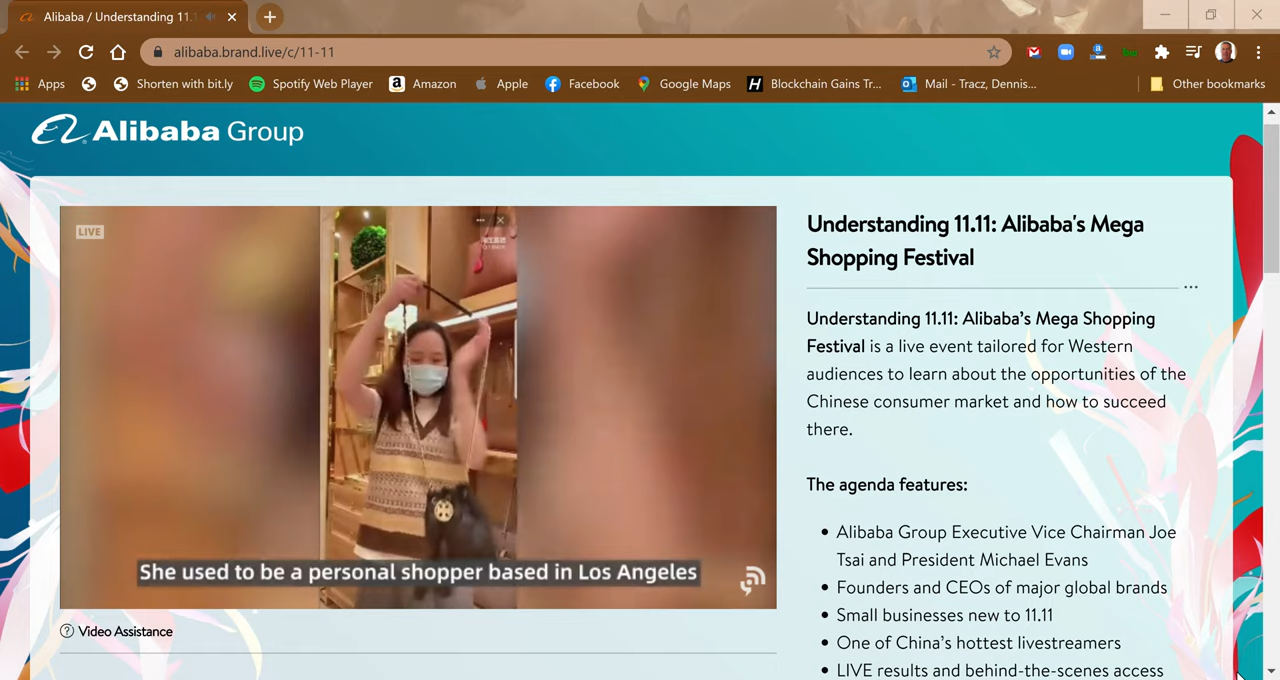 Alibaba / Understanding 11.1
alibaba.brand.live/c/11-11
Apps
Shorten with bit.ly
Spotify Web Player
Amazon
Apple
Facebook
Google Maps
Blockchain Gains Tr...
Mail - Tracz, Dennis...
Other bookmarks
Alibaba Group
LIVE
She used to be a personal shopper based in Los Angeles
Video Assistance
Understanding 11.11: Alibaba's Mega
Shopping Festival
Understanding 11.11: Alibaba's Mega Shopping
Festival is a live event tailored for Western
audiences to learn about the opportunities of the
Chinese consumer market and how to succeed
there.
The agenda features:
• Alibaba Group Executive Vice Chairman Joe
Tsai and President Michael Evans
• Founders and CEOs of major global brands
• Small businesses new to 11.11
• One of China's hottest livestreamers
• LIVE results and behind-the-scenes access